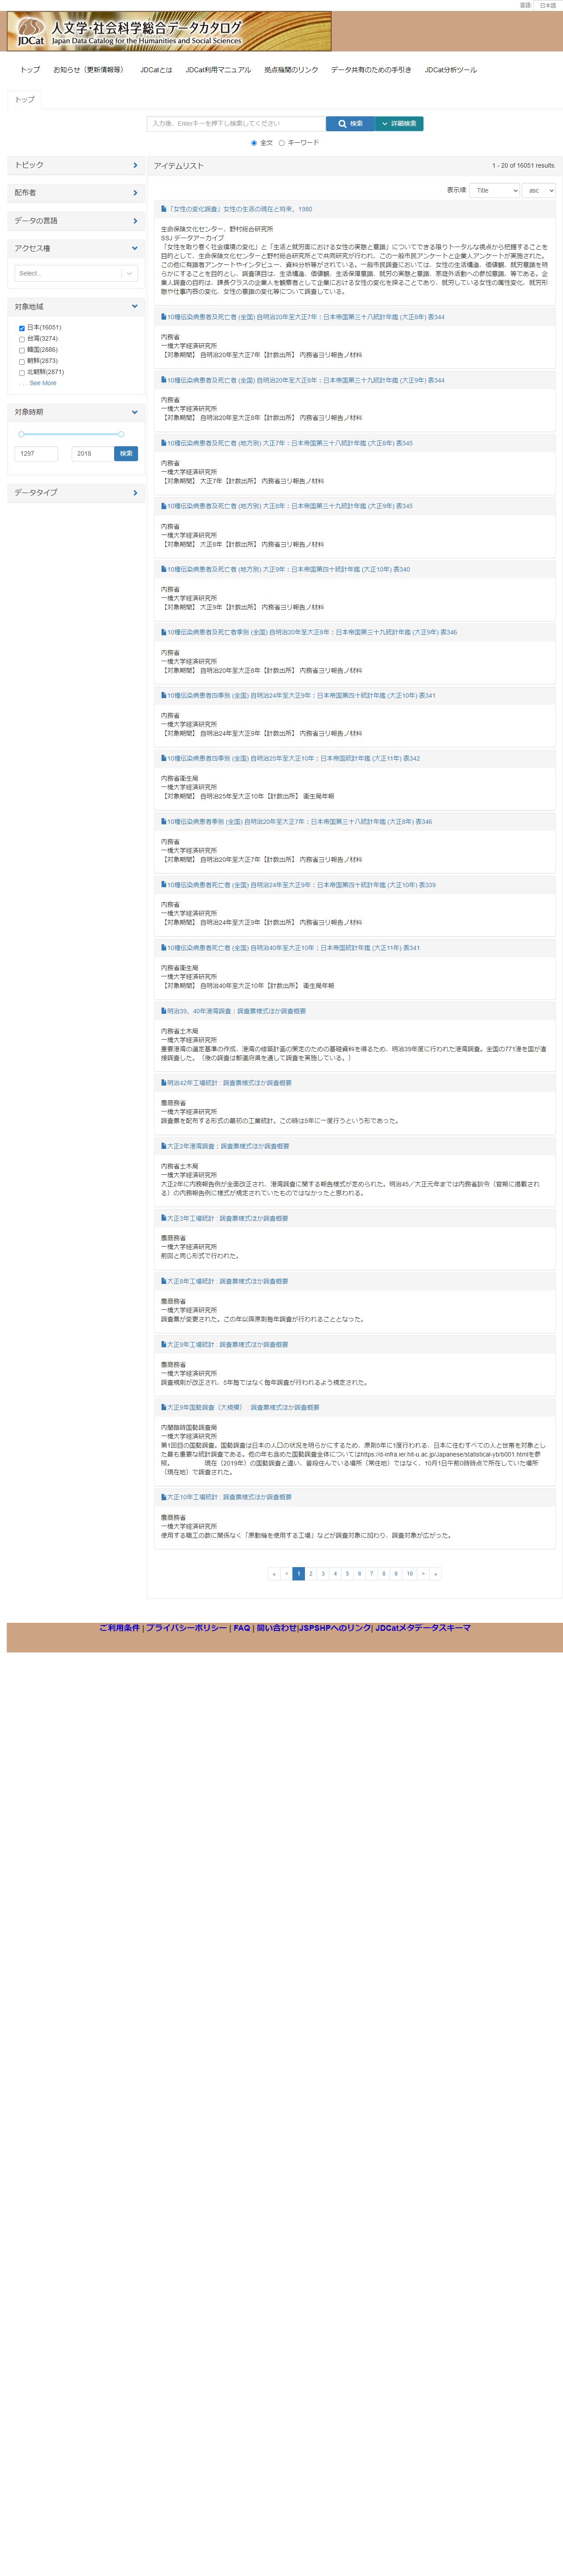 言語:
日本語
JDCat
人文学・社会科学総合データカタログ
Japan Data Catalog for the Humanities and Social Sciences
トップ お知らせ（更新情報等） JDCatとは JDCat利用マニュアル 拠点機関のリンク データ共有のための手引き JDCat分析ツール
トップ
入力後、Enterキーを押下し検索してください
検索
詳細検索
全文 キーワード
トピック
配布者
データの言語
アクセス権
Select...
対象地域
日本(16051)
台湾(3274)
韓国(2886)
朝鮮(2873)
北朝鮮(2871)
. . . See More
対象時期
1297
2018
検索
データタイプ
アイテムリスト
1 - 20 of 16051 results.
表示順
Title
asc
「女性の変化調査」女性の生活の現在と将来，1980
生命保険文化センター、野村総合研究所
SSJ データアーカイブ
「女性を取り巻く社会環境の変化」と「生活と就労面における女性の実態と意識」についてできる限りトータルな視点から把握することを
目的として、生命保険文化センターと野村総合研究所とで共同研究が行われ、この一般市民アンケートと企業人アンケートが実施された。
この他に有識者アンケートやインタビュー、資料分析等がされている。一般市民調査においては、女性の生活構造、価値観、就労意識を明
らかにすることを目的とし、調査項目は、生活構造、価値観、生活保障意識、就労の実態と意識、家庭外活動への参加意識、等である。企
業人調査の目的は、課長クラスの企業人を観察者として企業における女性の変化を探ることであり、就労している女性の属性変化、就労形
態や仕事内容の変化、女性の意識の変化等について調査している。
10種伝染病患者及死亡者 (全国) 自明治20年至大正7年 : 日本帝国第三十八統計年鑑 (大正8年) 表344
内務省
一橋大学経済研究所
【対象期間】 自明治20年至大正7年【計数出所】 内務省ヨリ報告ノ材料
10種伝染病患者及死亡者 (全国) 自明治20年至大正8年 : 日本帝国第三十九統計年鑑 (大正9年) 表344
内務省
一橋大学経済研究所
【対象期間】 自明治20年至大正8年【計数出所】 内務省ヨリ報告ノ材料
10種伝染病患者及死亡者 (地方別) 大正7年 : 日本帝国第三十八統計年鑑 (大正8年) 表345
内務省
一橋大学経済研究所
【対象期間】 大正7年【計数出所】 内務省ヨリ報告ノ材料
10種伝染病患者及死亡者 (地方別) 大正8年 : 日本帝国第三十九統計年鑑 (大正9年) 表345
内務省
一橋大学経済研究所
【対象期間】 大正8年【計数出所】 内務省ヨリ報告ノ材料
10種伝染病患者及死亡者 (地方別) 大正9年 : 日本帝国第四十統計年鑑 (大正10年) 表340
内務省
一橋大学経済研究所
【対象期間】 大正9年【計数出所】 内務省ヨリ報告ノ材料
10種伝染病患者及死亡者季別 (全国) 自明治20年至大正8年 : 日本帝国第三十九統計年鑑 (大正9年) 表346
内務省
一橋大学経済研究所
【対象期間】 自明治20年至大正8年【計数出所】 内務省ヨリ報告ノ材料
10種伝染病患者四季別 (全国) 自明治24年至大正9年 : 日本帝国第四十統計年鑑 (大正10年) 表341
内務省
一橋大学経済研究所
【対象期間】 自明治24年至大正9年【計数出所】 内務省ヨリ報告ノ材料
10種伝染病患者四季別 (全国) 自明治25年至大正10年 : 日本帝国統計年鑑 (大正11年) 表342
内務省衛生局
一橋大学経済研究所
【対象期間】 自明治25年至大正10年【計数出所】 衛生局年報
10種伝染病患者季別 (全国) 自明治20年至大正7年 : 日本帝国第三十八統計年鑑 (大正8年) 表346
内務省
一橋大学経済研究所
【対象期間】 自明治20年至大正7年【計数出所】 内務省ヨリ報告ノ材料
10種伝染病患者死亡者 (全国) 自明治24年至大正9年 : 日本帝国第四十統計年鑑 (大正10年) 表339
内務省
一橋大学経済研究所
【対象期間】 自明治24年至大正9年【計数出所】 内務省ヨリ報告ノ材料
10種伝染病患者死亡者 (全国) 自明治40年至大正10年 : 日本帝国統計年鑑 (大正11年) 表341
内務省衛生局
一橋大学経済研究所
【対象期間】 自明治40年至大正10年【計数出所】 衛生局年報
明治39、40年港湾調査 : 調査票様式ほか調査概要
内務省土木局
一橋大学経済研究所
重要港湾の選定基準の作成、港湾の修築計画の策定のための基礎資料を得るため、明治39年度に行われた港湾調査。全国の771港を国が直
接調査した。（後の調査は都道府県を通して調査を実施している。）
明治42年工場統計 : 調査票様式ほか調査概要
農商務省
一橋大学経済研究所
調査票を配布する形式の最初の工業統計。この時は5年に一度行うという形であった。
大正2年港湾調査 : 調査票様式ほか調査概要
内務省土木局
一橋大学経済研究所
大正2年に内務報告例が全面改正され、港湾調査に関する報告様式が定められた。明治45／大正元年までは内務省訓令（官報に掲載され
る）の内務報告例に様式が規定されていたものではなかったと思われる。
大正3年工場統計 : 調査票様式ほか調査概要
農商務省
一橋大学経済研究所
前回と同じ形式で行われた。
大正8年工場統計 : 調査票様式ほか調査概要
農商務省
一橋大学経済研究所
調査票が変更された。この年以降原則毎年調査が行われることとなった。
大正9年工場統計 : 調査票様式ほか調査概要
農商務省
一橋大学経済研究所
調査規則が改正され、5年毎ではなく毎年調査が行われるよう規定された。
大正9年国勢調査（大規模） : 調査票様式ほか調査概要
内閣臨時国勢調査局
一橋大学経済研究所
第1回目の国勢調査。国勢調査は日本の人口の状況を明らかにするため、原則5年に1度行われる、日本に住むすべての人と世帯を対象とし
た最も重要な統計調査である。他の年も含めた国勢調査全体についてはhttps://d-infra.ier.hit-u.ac.jp/Japanese/statistical-yb/b001.htmlを参
照。 現在（2019年）の国勢調査と違い、普段住んでいる場所（常住地）ではなく、10月1日午前0時時点で所在していた場所
（現在地）で調査された。
大正10年工場統計 : 調査票様式ほか調査概要
農商務省
一橋大学経済研究所
使用する職工の数に関係なく「原動機を使用する工場」などが調査対象に加わり、調査対象が広がった。
« < 1 2 3 4 5 6 7 8 9 10 > »
ご利用条件 | プライバシーポリシー | FAQ | 問い合わせ|JSPSHPへのリンク| JDCatメタデータスキーマ